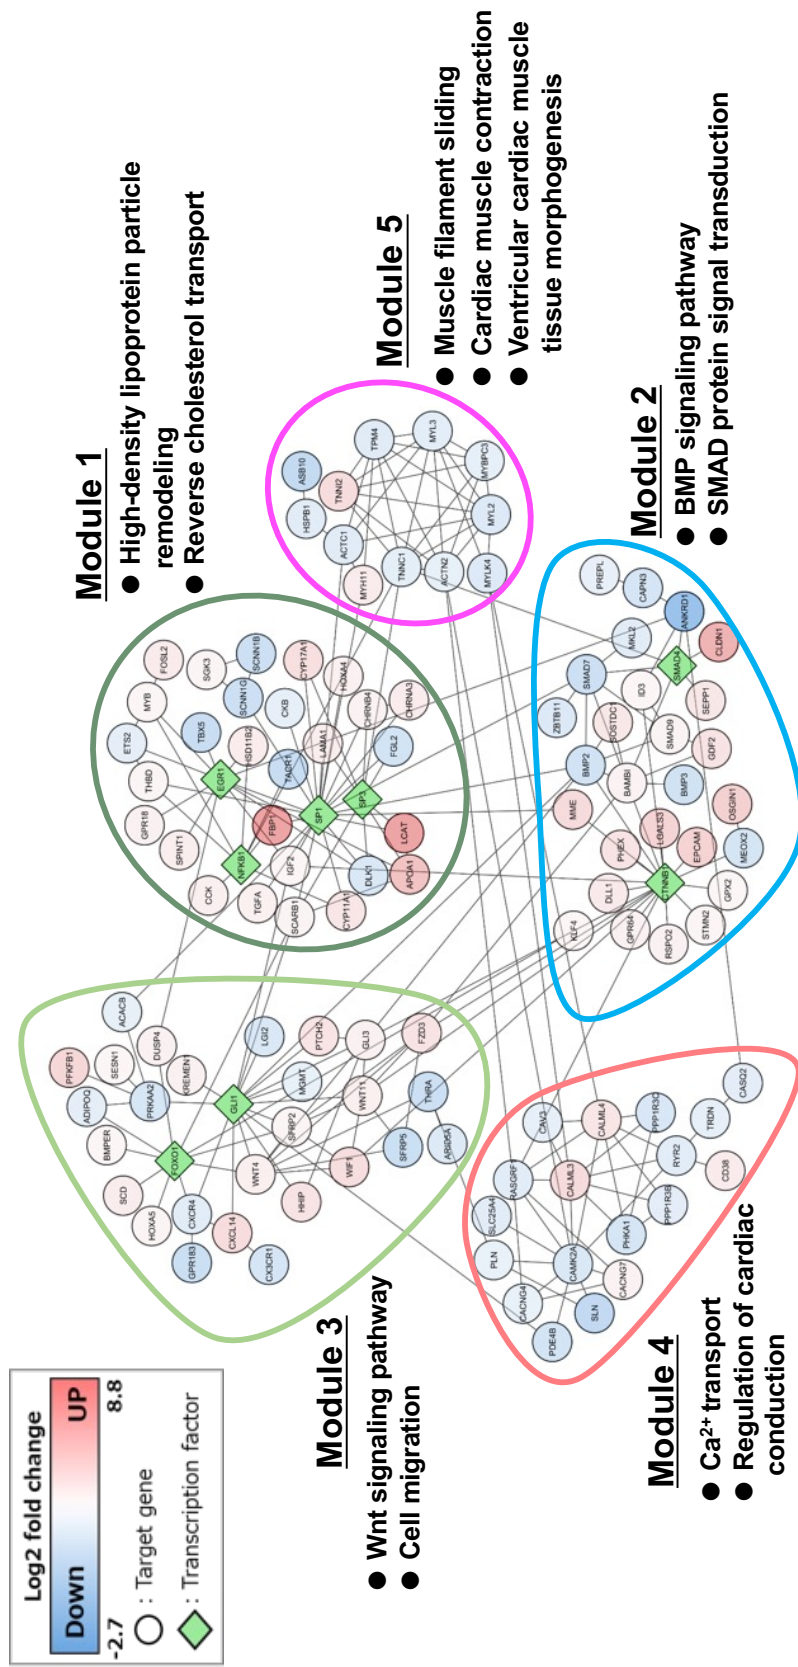 Log2 fold change
Down
UP
-2.7
8.8
: Target gene
: Transcription factor
Module 1
● High-density lipoprotein particle
remodeling
● Reverse cholesterol transport
Module 5
● Muscle filament sliding
● Cardiac muscle contraction
● Ventricular cardiac muscle
tissue morphogenesis
Module 2
● BMP signaling pathway
● SMAD protein signal transduction
Module 3
● Wnt signaling pathway
● Cell migration
Module 4
● Ca²⁺ transport
● Regulation of cardiac
conduction
FOSL2
MYB
ETS2
SGK3
SCNN1B
SCNN1G
CYP17A1
HOXA4
CKB
TBX5
THBD
HSD11B2
CHRNB4
CHRNA3
LAMA1
TACR1
FGL2
EGR1
GPR18
SPINT1
SP1
SP3
FBP1
LCAT
NFKB1
IGF2
DLK1
APOA1
CCK
TGFA
SCARB1
CYP11A1
ASB10
TNNI2
HSPB1
TPM4
MYL3
ACTC1
MYBPC3
MYL2
MYH11
TNNC1
ACTN2
MYLK4
PREPL
CAPN3
ANKRD1
MKL2
CLDN1
SMAD4
SMAD7
ID3
SEPP1
ZBTB11
SOSTDC1
SMAD9
GDF2
BMP2
BAMBI
BMP3
MME
OSGIN1
LGALS3
PHEX
EPCAM
MEOX2
DLL1
CTNNB1
GPX2
KLF4
GPR64
STMN2
RSPO2
ACACB
PFKFB1
SESN1
DUSP4
ADIPOQ
PRKAA2
KREMEN1
LGI2
PTCH2
GLI3
FZD3
BMPER
GLI1
MGMT
WNT11
THRA
FOXO1
SFRP2
SFRP5
ARID5A
SCD
WNT4
WIF1
HOXA5
CXCR4
HHIP
CXCL14
GPR183
CX3CR1
CASQ2
TRDN
CAV3
CALML4
PPP1R3C
RYR2
CD38
RASGRF1
CALML3
PPP1R3B
SLC25A4
PHKA1
PLN
CAMK2A
CACNG7
CACNG4
SLN
PDE4B